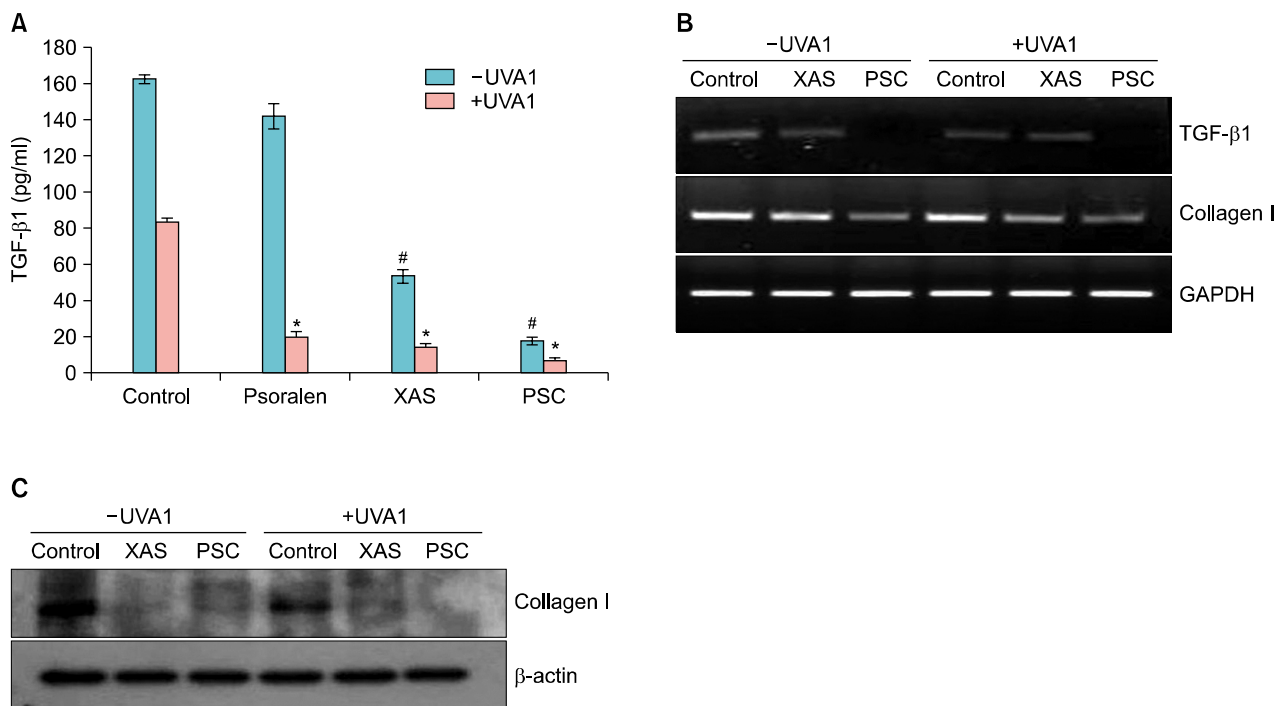 A
180
160
140
120
100
80
60
40
20
0
TGF-β1 (pg/ml)
−UVA1
+UVA1
#
#
*
*
*
Control Psoralen XAS PSC
B
−UVA1 +UVA1
Control XAS PSC Control XAS PSC
TGF-β1
Collagen I
GAPDH
C
−UVA1 +UVA1
Control XAS PSC Control XAS PSC
Collagen I
β-actin